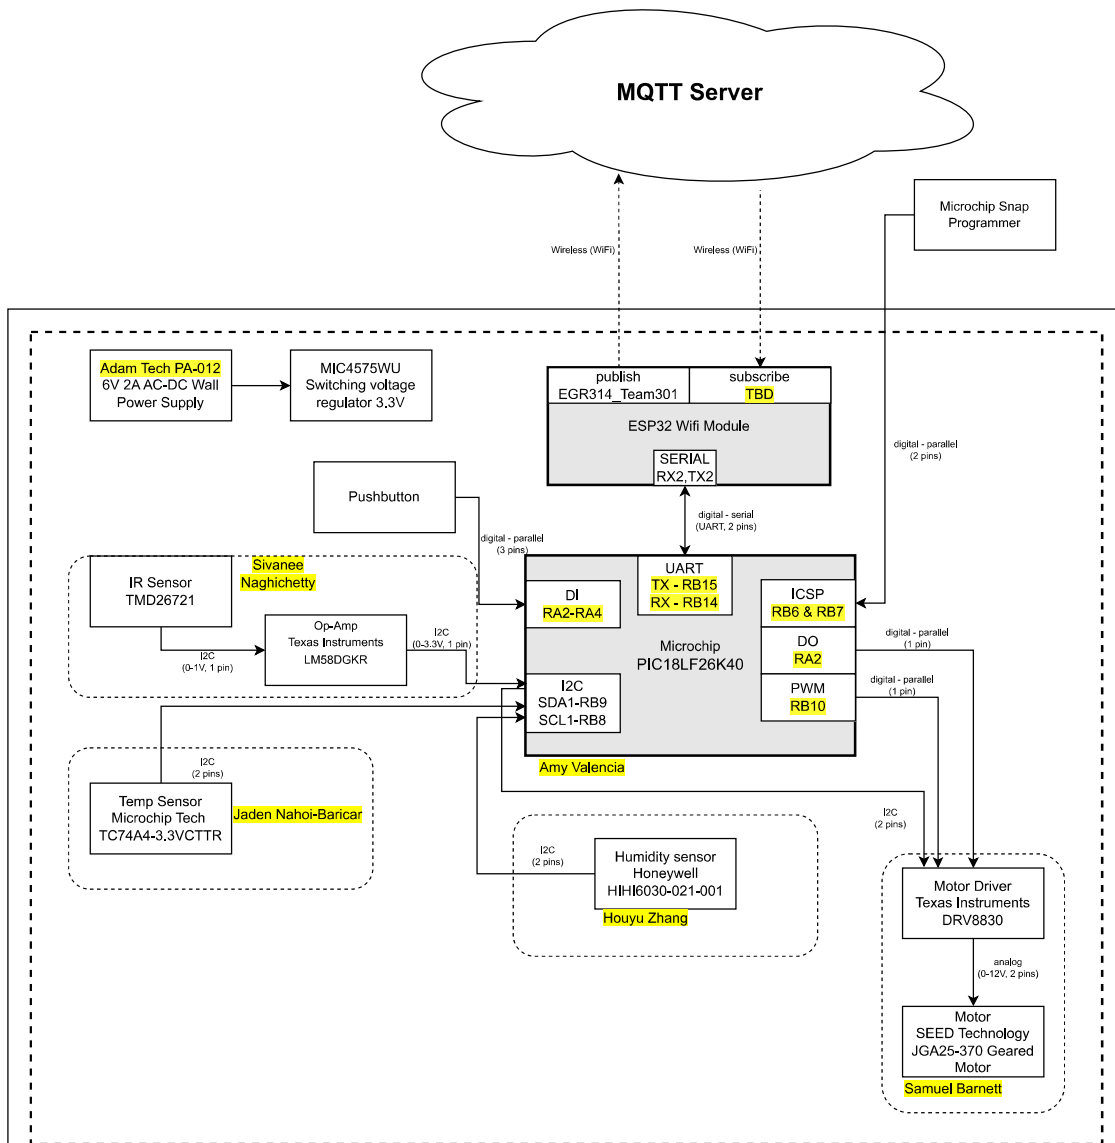 MQTT Server
Microchip Snap
Programmer
Wireless (WiFi)
Wireless (WiFi)
Adam Tech PA-012
6V 2A AC-DC Wall
Power Supply
MIC4575WU
Switching voltage
regulator 3.3V
publish
EGR314_Team301
subscribe
TBD
ESP32 Wifi Module
SERIAL
RX2,TX2
digital - parallel
(2 pins)
Pushbutton
digital - serial
(UART, 2 pins)
digital - parallel
(3 pins)
Sivanee
Naghichetty
IR Sensor
TMD26721
I2C
(0-1V, 1 pin)
Op-Amp
Texas Instruments
LM58DGKR
I2C
(0-3.3V, 1 pin)
UART
TX - RB15
RX - RB14
DI
RA2-RA4
ICSP
RB6 & RB7
Microchip
PIC18LF26K40
DO
RA2
digital - parallel
(1 pin)
I2C
SDA1-RB9
SCL1-RB8
PWM
RB10
digital - parallel
(1 pin)
Amy Valencia
I2C
(2 pins)
Temp Sensor
Microchip Tech
TC74A4-3.3VCTTR
Jaden Nahoi-Baricar
I2C
(2 pins)
I2C
(2 pins)
Humidity sensor
Honeywell
HIHI6030-021-001
Houyu Zhang
Motor Driver
Texas Instruments
DRV8830
analog
(0-12V, 2 pins)
Motor
SEED Technology
JGA25-370 Geared
Motor
Samuel Barnett